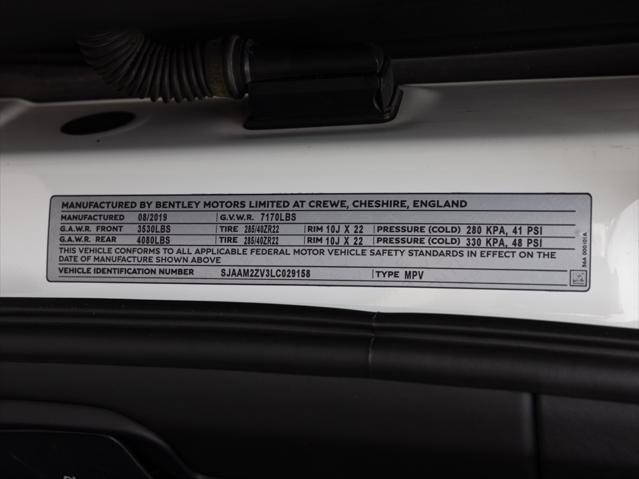 MANUFACTURED BY BENTLEY MOTORS LIMITED AT CREWE, CHESHIRE, ENGLAND
MANUFACTURED 08/2019 G.V.W.R. 7170LBS
G.A.W.R. FRONT 3530LBS TIRE 285/40ZR22 RIM 10J X 22 PRESSURE (COLD) 280 KPA, 41 PSI
G.A.W.R. REAR 4080LBS TIRE 285/40ZR22 RIM 10J X 22 PRESSURE (COLD) 330 KPA, 48 PSI
THIS VEHICLE CONFORMS TO ALL APPLICABLE FEDERAL MOTOR VEHICLE SAFETY STANDARDS IN EFFECT ON THE
DATE OF MANUFACTURE SHOWN ABOVE
VEHICLE IDENTIFICATION NUMBER SJAAM2ZV3LC029158 TYPE MPV
36A 000101A